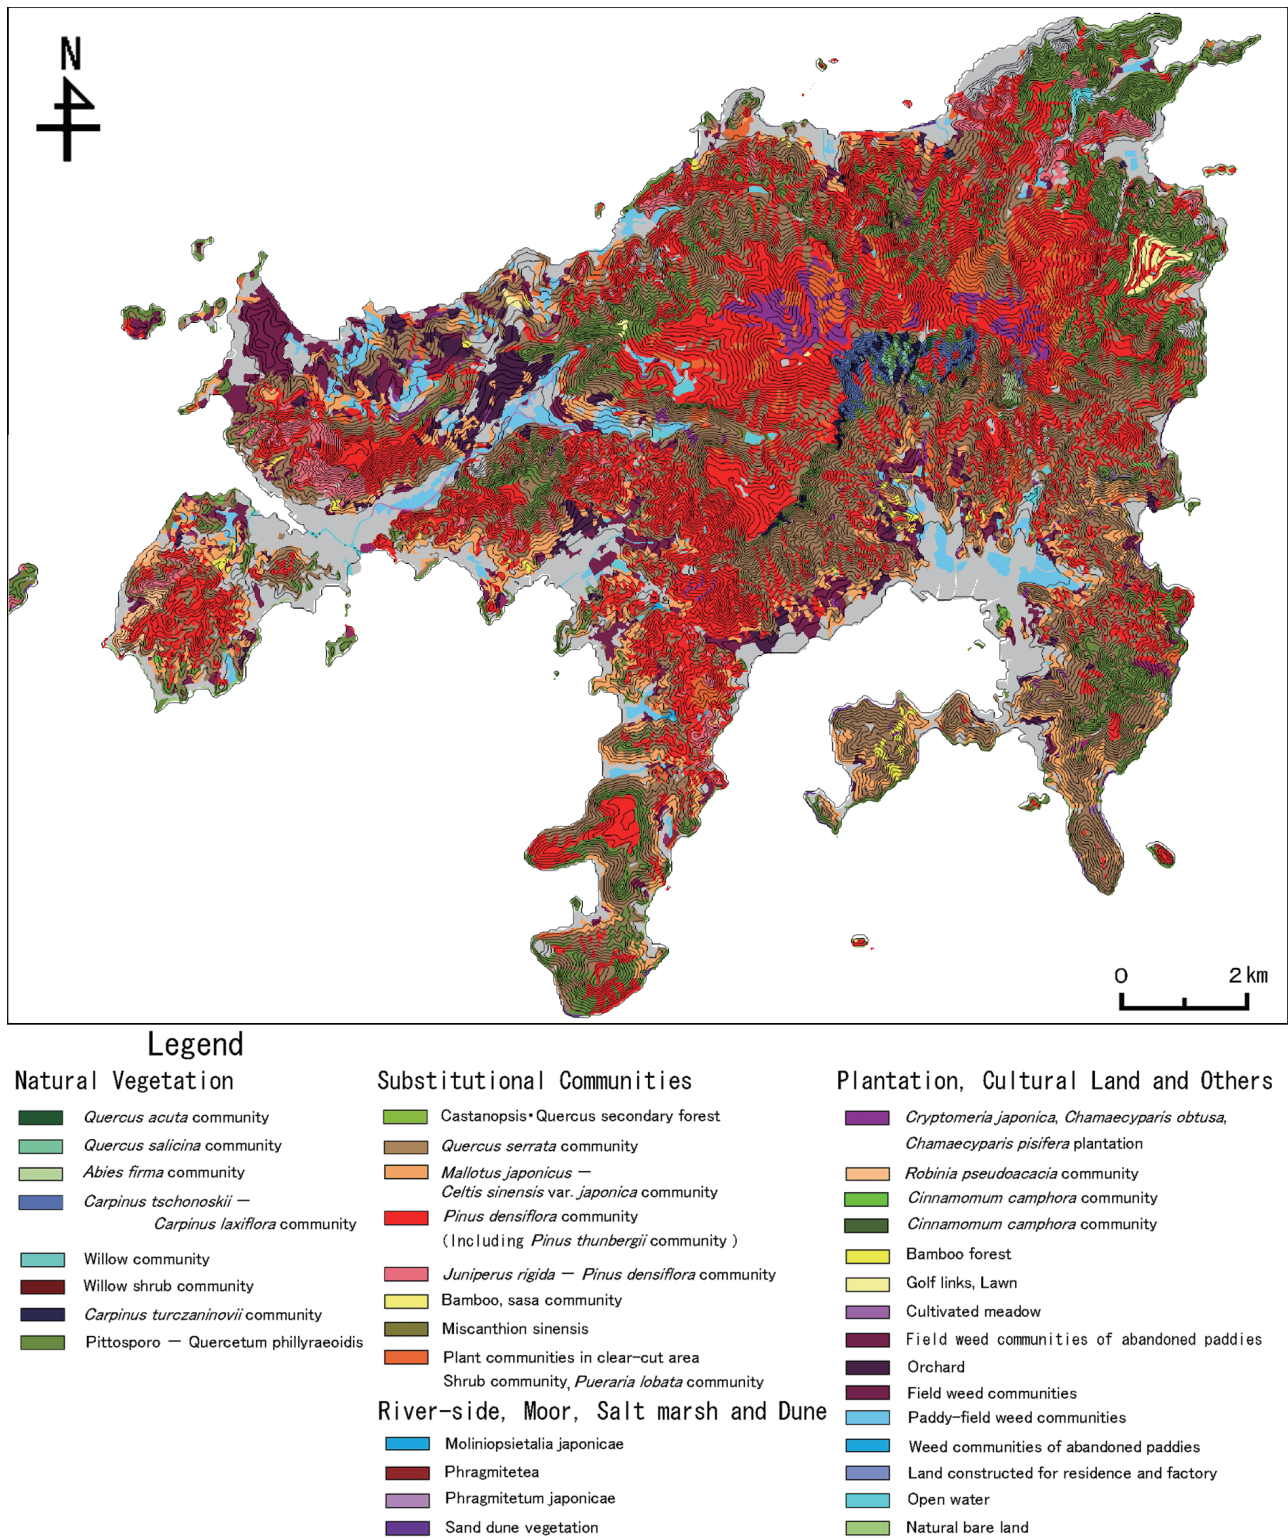 N
0 2 km
Legend
Natural Vegetation
Quercus acuta community
Quercus salicina community
Abies firma community
Carpinus tschonoskii －
Carpinus laxiflora community
Willow community
Willow shrub community
Carpinus turczaninovii community
Pittosporo － Quercetum phillyraeoidis
Substitutional Communities
Castanopsis・Quercus secondary forest
Quercus serrata community
Mallotus japonicus －
Celtis sinensis var. japonica community
Pinus densiflora community
(Including Pinus thunbergii community )
Juniperus rigida － Pinus densiflora community
Bamboo, sasa community
Miscanthion sinensis
Plant communities in clear-cut area
Shrub community, Pueraria lobata community
River-side, Moor, Salt marsh and Dune
Moliniopsietalia japonicae
Phragmitetea
Phragmitetum japonicae
Sand dune vegetation
Plantation, Cultural Land and Others
Cryptomeria japonica, Chamaecyparis obtusa,
Chamaecyparis pisifera plantation
Robinia pseudoacacia community
Cinnamomum camphora community
Cinnamomum camphora community
Bamboo forest
Golf links, Lawn
Cultivated meadow
Field weed communities of abandoned paddies
Orchard
Field weed communities
Paddy-field weed communities
Weed communities of abandoned paddies
Land constructed for residence and factory
Open water
Natural bare land